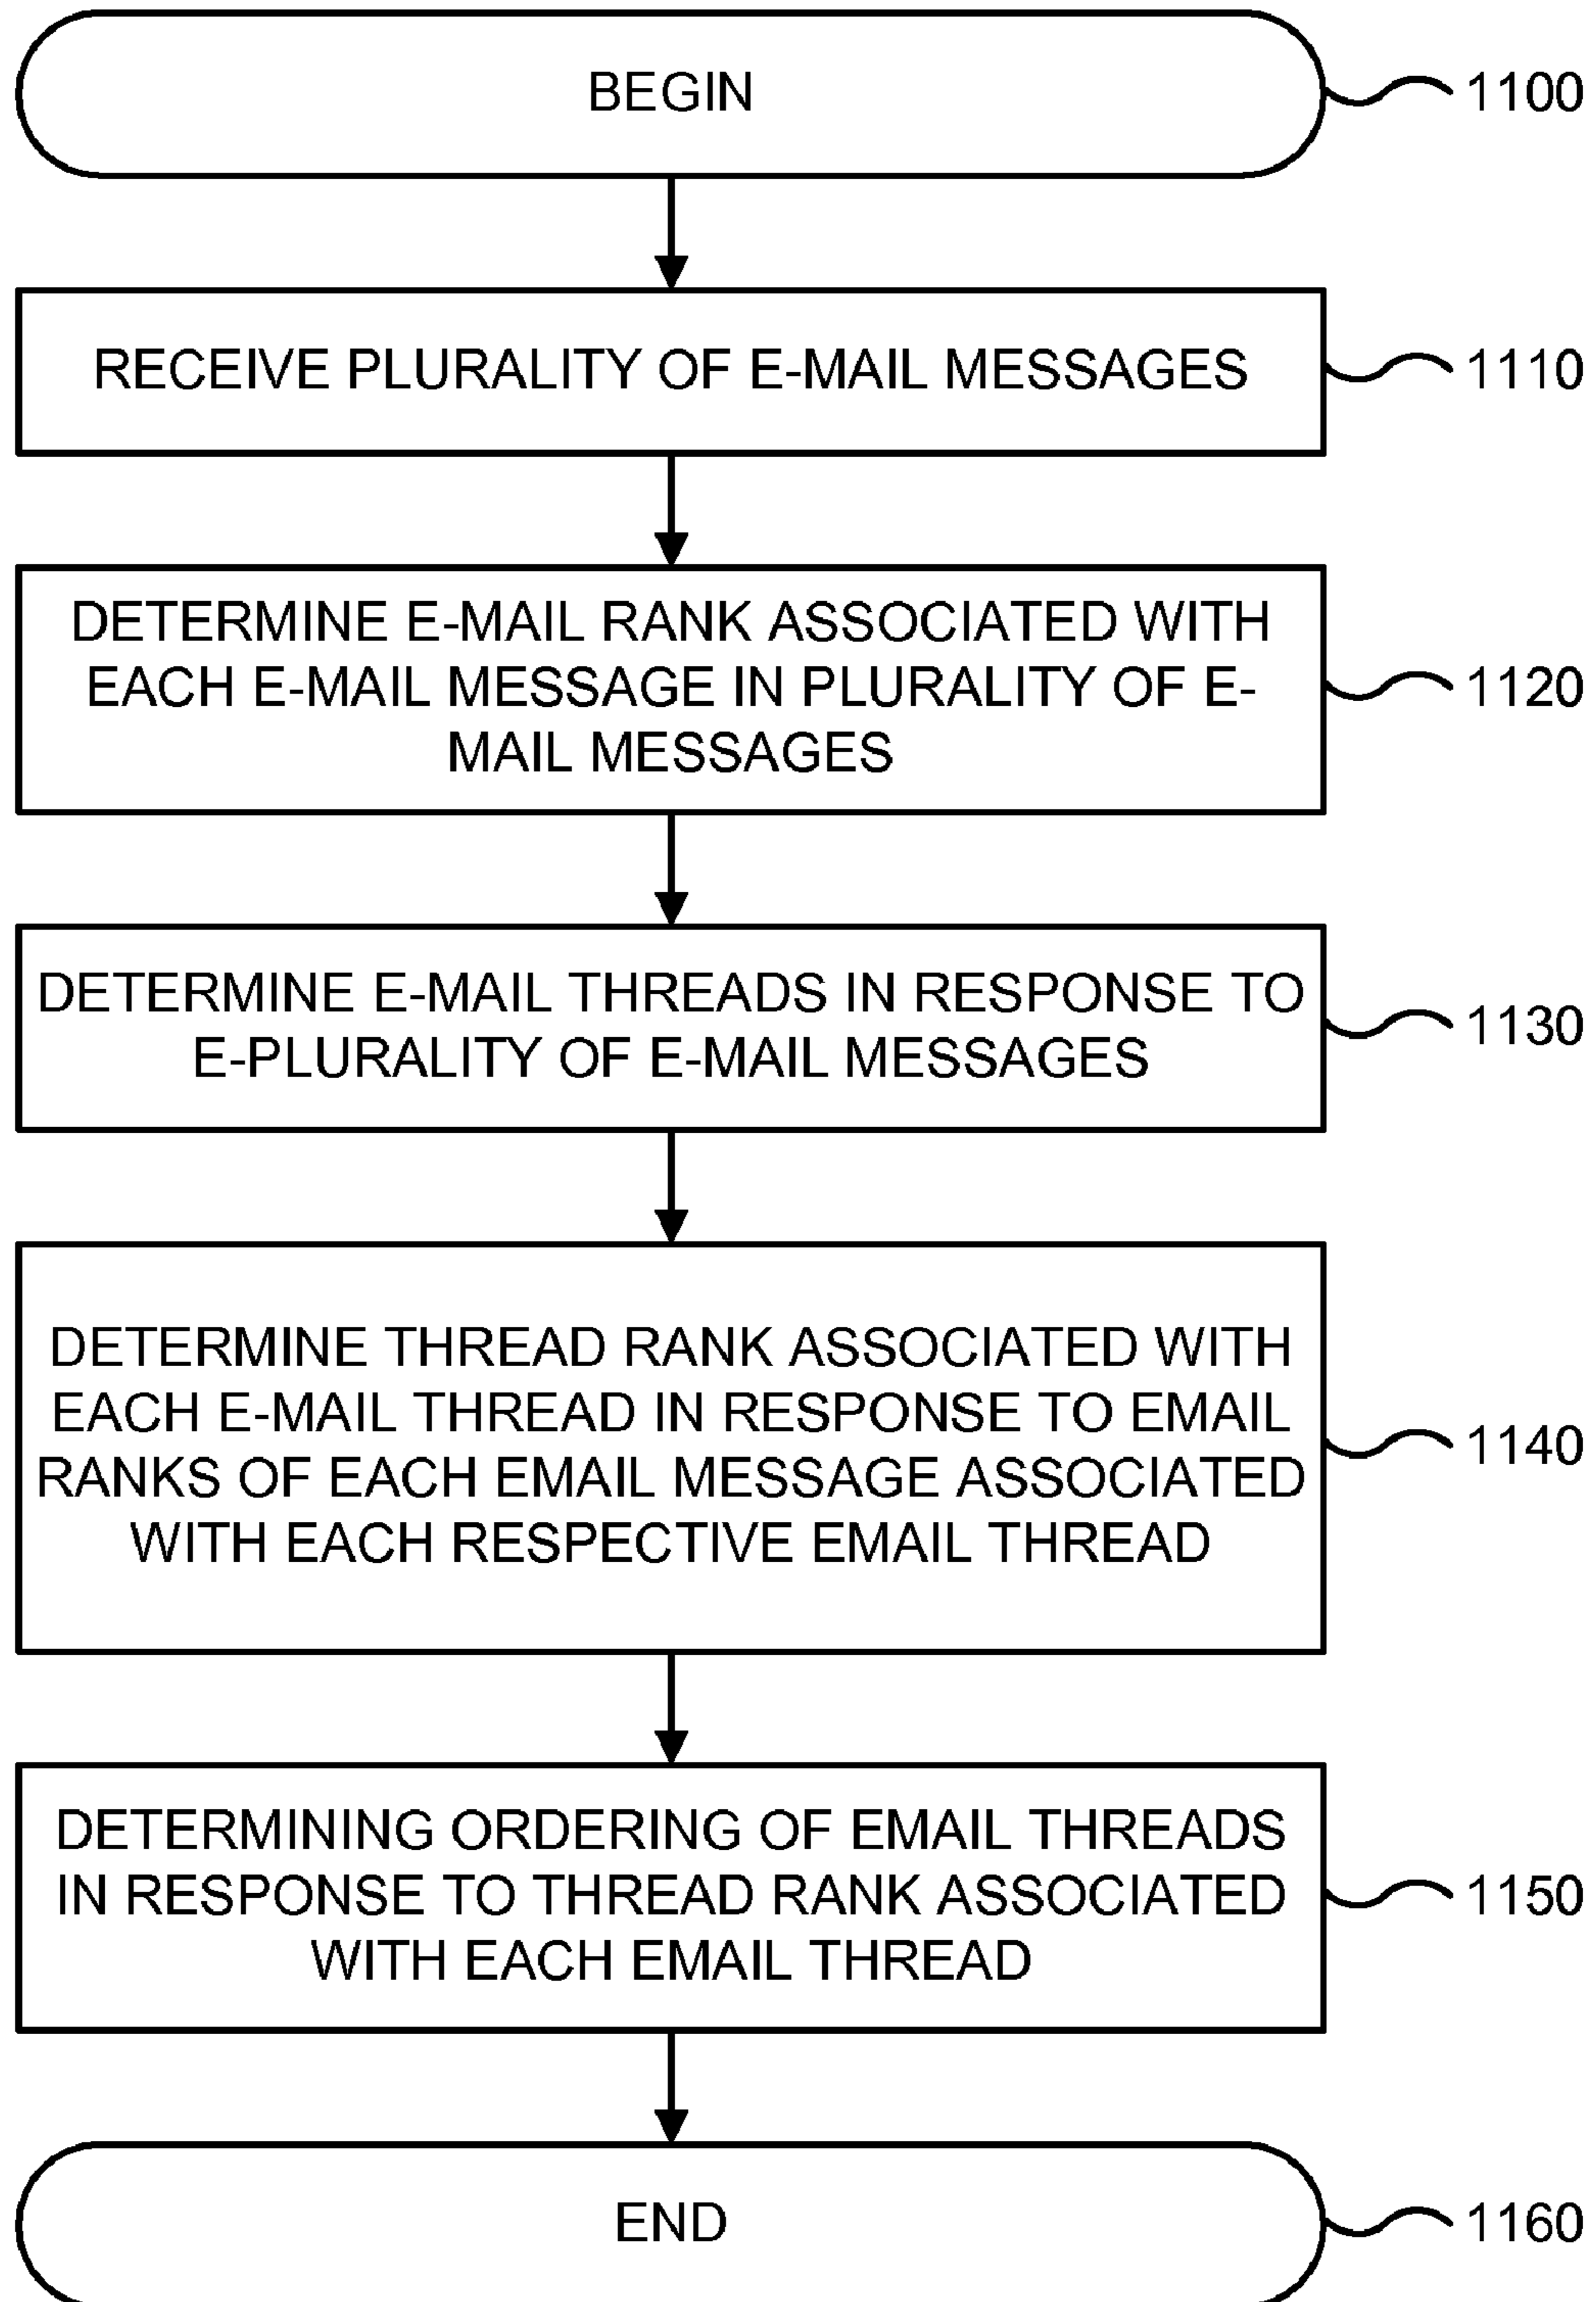 BEGIN
1100
RECEIVE PLURALITY OF E-MAIL MESSAGES
1110
DETERMINE E-MAIL RANK ASSOCIATED WITH
EACH E-MAIL MESSAGE IN PLURALITY OF E-
MAIL MESSAGES
1120
DETERMINE E-MAIL THREADS IN RESPONSE TO
E-PLURALITY OF E-MAIL MESSAGES
1130
DETERMINE THREAD RANK ASSOCIATED WITH
EACH E-MAIL THREAD IN RESPONSE TO EMAIL
RANKS OF EACH EMAIL MESSAGE ASSOCIATED
WITH EACH RESPECTIVE EMAIL THREAD
1140
DETERMINING ORDERING OF EMAIL THREADS
IN RESPONSE TO THREAD RANK ASSOCIATED
WITH EACH EMAIL THREAD
1150
END
1160